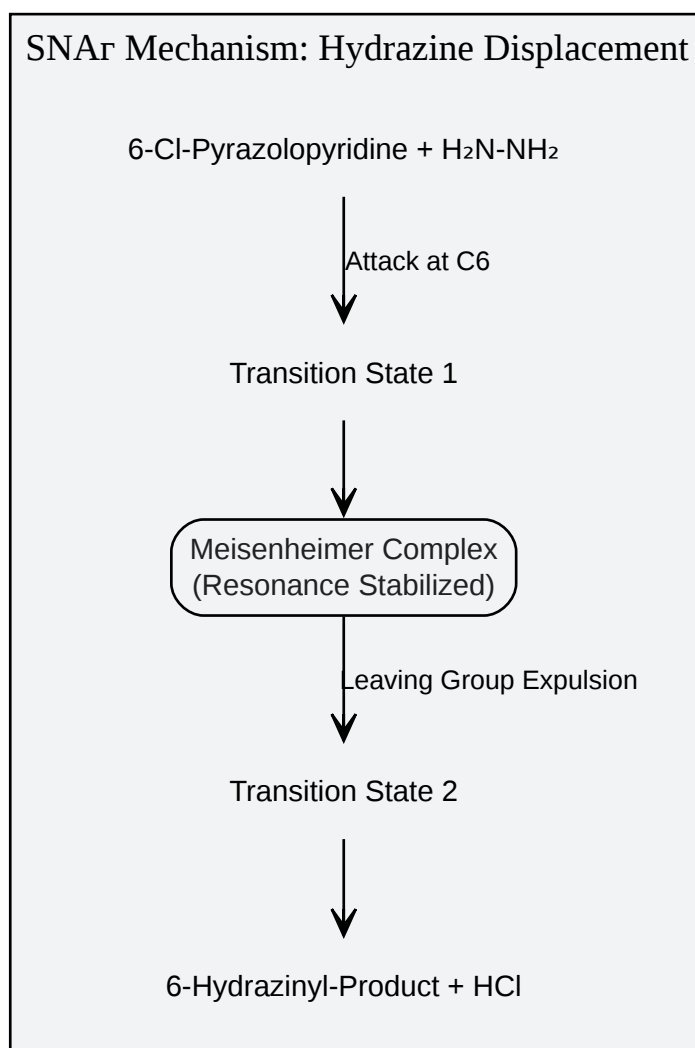 SNAr Mechanism: Hydrazine Displacement
6-Cl-Pyrazolopyridine + H₂N-NH₂
Attack at C6
Transition State 1
Meisenheimer Complex
(Resonance Stabilized)
Leaving Group Expulsion
Transition State 2
6-Hydrazinyl-Product + HCl